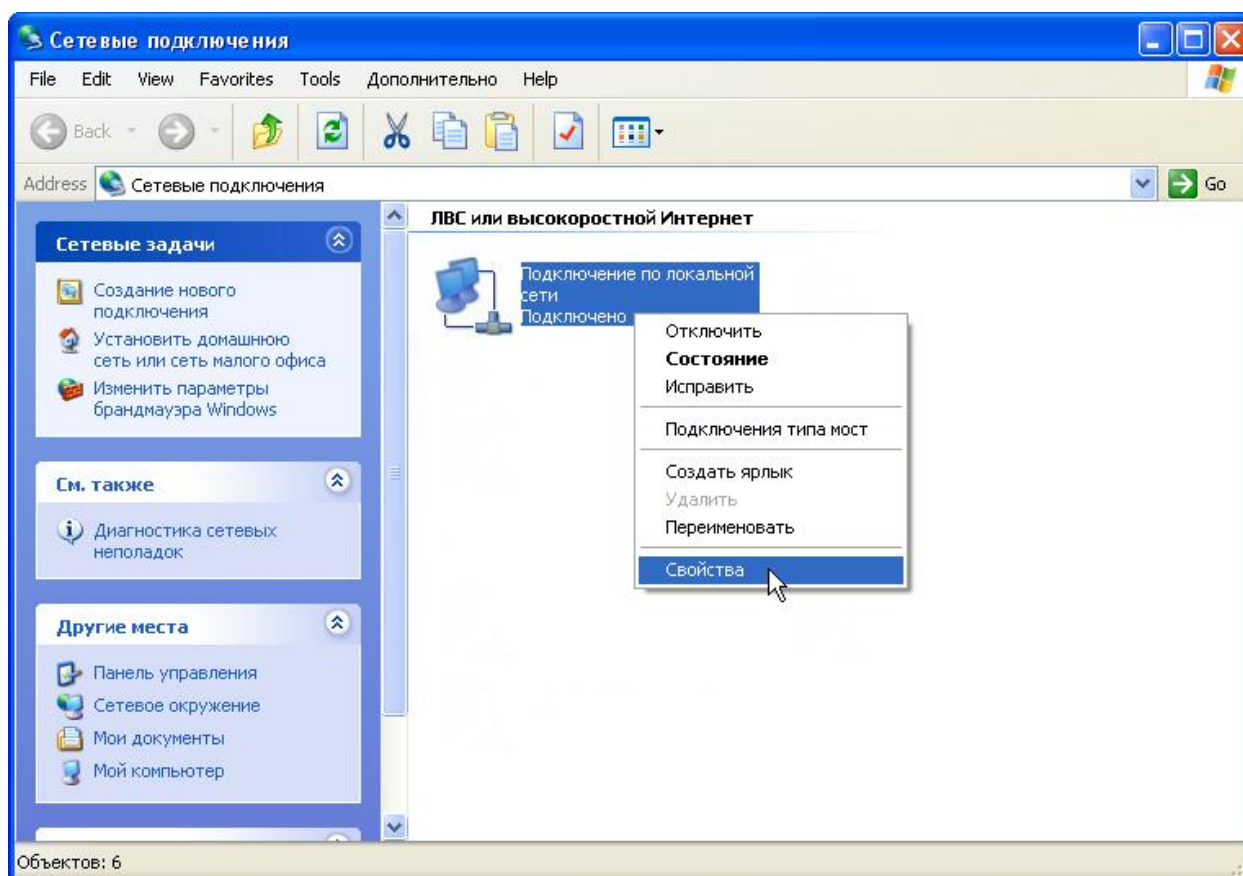 Сетевые подключения
File Edit View Favorites Tools Дополнительно Help
Back
Address Сетевые подключения Go
Сетевые задачи
Создание нового
подключения
Установить домашнюю
сеть или сеть малого офиса
Изменить параметры
брандмауэра Windows
См. также
Диагностика сетевых
неполадок
Другие места
Панель управления
Сетевое окружение
Мои документы
Мой компьютер
ЛВС или высокоростной Интернет
Подключение по локальной
сети
Подключено
Отключить
Состояние
Исправить
Подключения типа мост
Создать ярлык
Удалить
Переименовать
Свойства
Объектов: 6